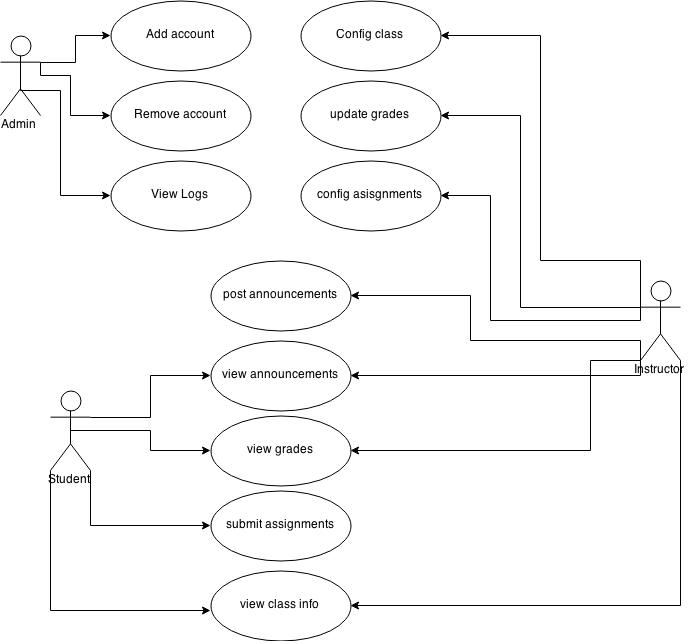 Add account
Config class
Admin
Remove account
update grades
View Logs
config asisgnments
post announcements
Instructor
view announcements
view grades
Student
submit assignments
view class info